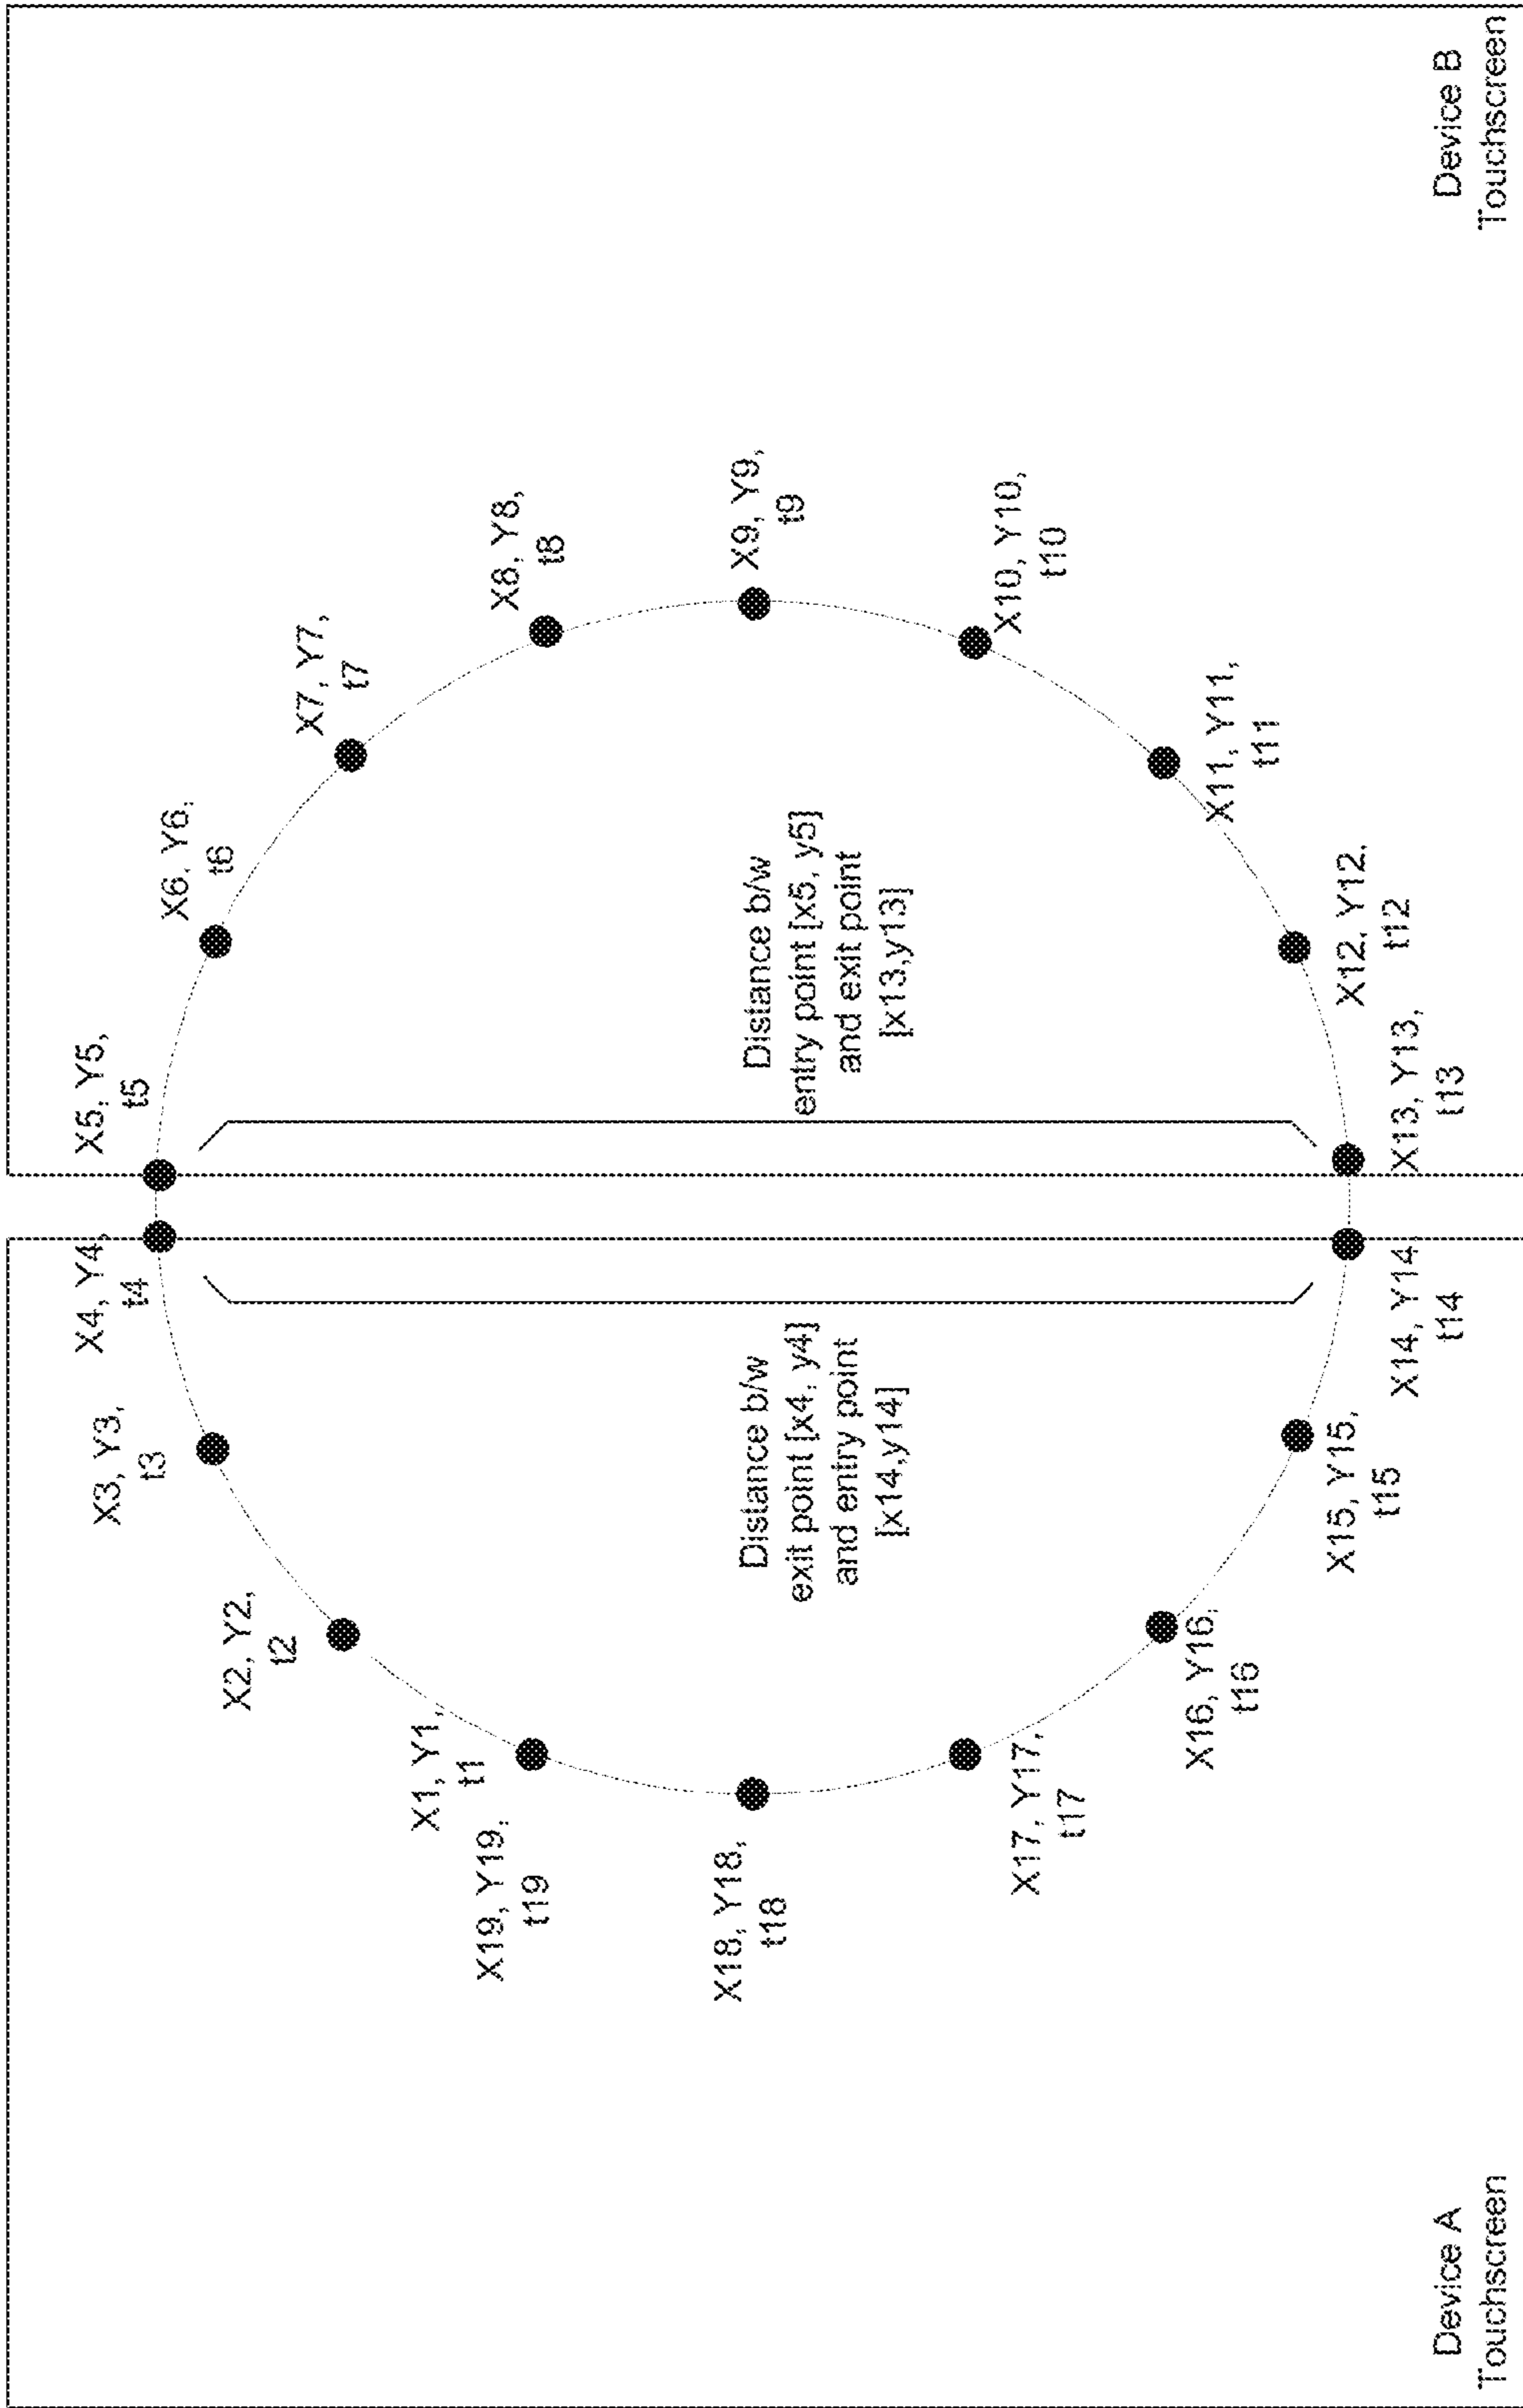 X1, Y1,
t1
X2, Y2,
t2
X3, Y3,
t3
X4, Y4,
t4
X5, Y5,
t5
X6, Y6,
t6
X7, Y7,
t7
X8, Y8,
t8
X9, Y9,
t9
X10, Y10,
t10
X11, Y11,
t11
X12, Y12,
t12
X13, Y13,
t13
X14, Y14,
t14
X15, Y15,
t15
X16, Y16,
t16
X17, Y17,
t17
X18, Y18,
t18
X19, Y19,
t19
Distance b/w
exit point [x4, y4]
and entry point
[x14,y14]
Distance b/w
entry point [x5, y5]
and exit point
[x13,y13]
Device A
Touchscreen
Device B
Touchscreen